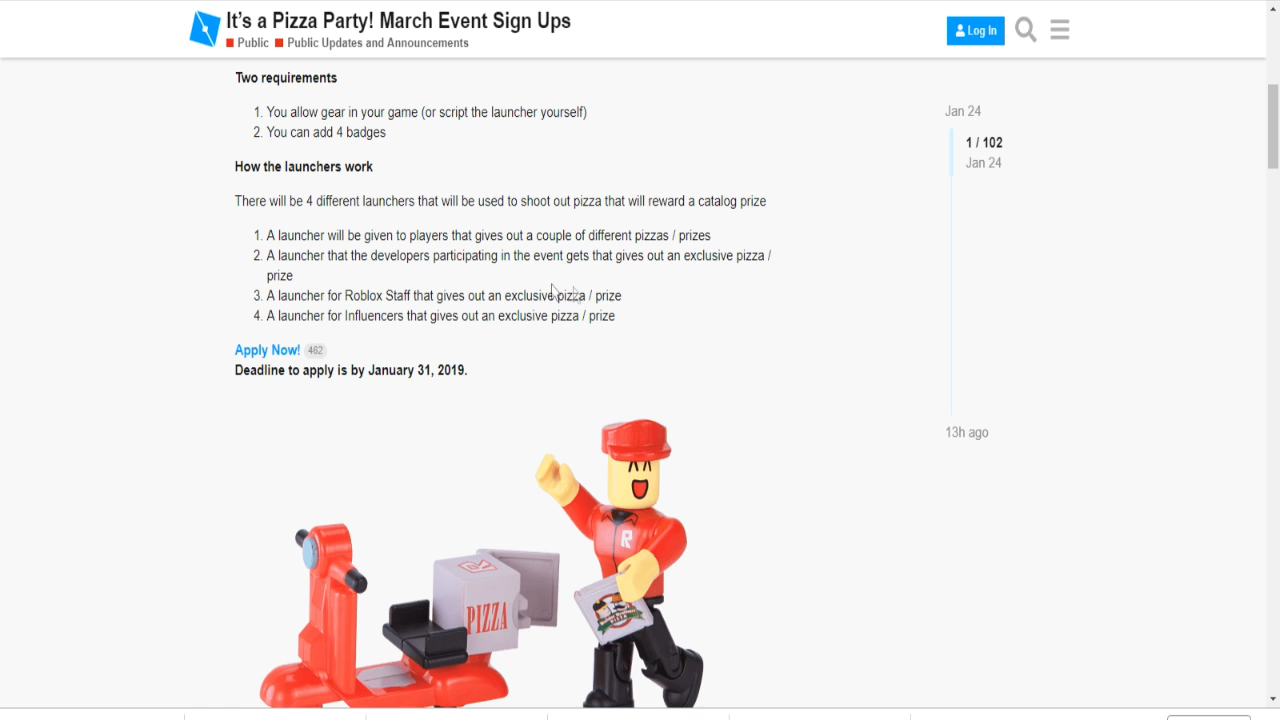 It's a Pizza Party! March Event Sign Ups
Public Public Updates and Announcements
Log In
Two requirements
1. You allow gear in your game (or script the launcher yourself)
2. You can add 4 badges
How the launchers work
There will be 4 different launchers that will be used to shoot out pizza that will reward a catalog prize
1. A launcher will be given to players that gives out a couple of different pizzas / prizes
2. A launcher that the developers participating in the event gets that gives out an exclusive pizza /
prize
3. A launcher for Roblox Staff that gives out an exclusive pizza / prize
4. A launcher for Influencers that gives out an exclusive pizza / prize
Apply Now! 462
Deadline to apply is by January 31, 2019.
Jan 24
1 / 102
Jan 24
13h ago
R
PIZZA